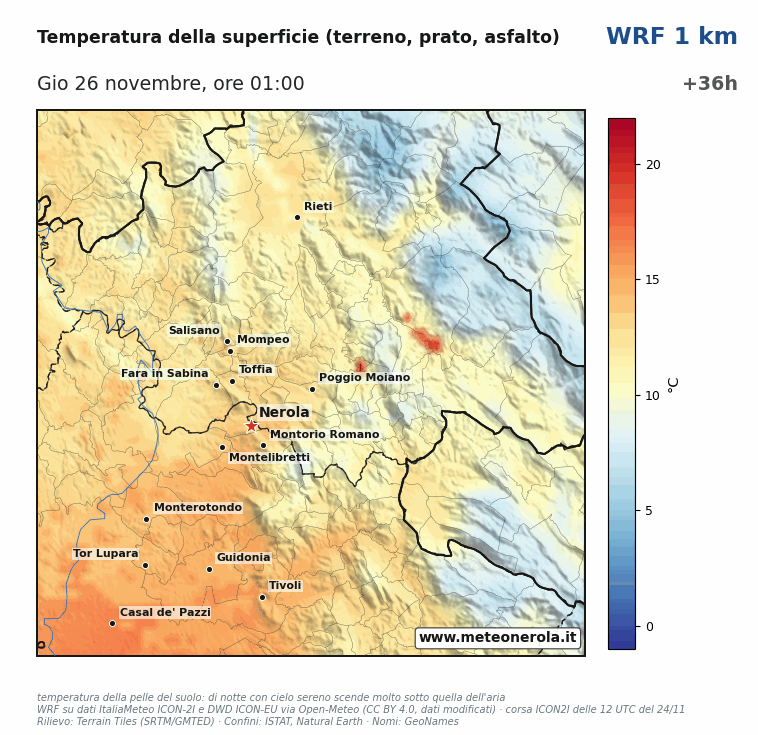 Temperatura della superficie (terreno, prato, asfalto)
WRF 1 km
Gio 26 novembre, ore 01:00
+36h
Rieti
Salisano
Mompeo
Toffia
Fara in Sabina
Poggio Moiano
Nerola
Montorio Romano
Montelibretti
Monterotondo
Tor Lupara
Guidonia
Tivoli
Casal de' Pazzi
www.meteonerola.it
20
15
10
5
0
°C
temperatura della pelle del suolo: di notte con cielo sereno scende molto sotto quella dell'aria
WRF su dati ItaliaMeteo ICON-2I e DWD ICON-EU via Open-Meteo (CC BY 4.0, dati modificati) · corsa ICON2I delle 12 UTC del 24/11
Rilievo: Terrain Tiles (SRTM/GMTED) · Confini: ISTAT, Natural Earth · Nomi: GeoNames